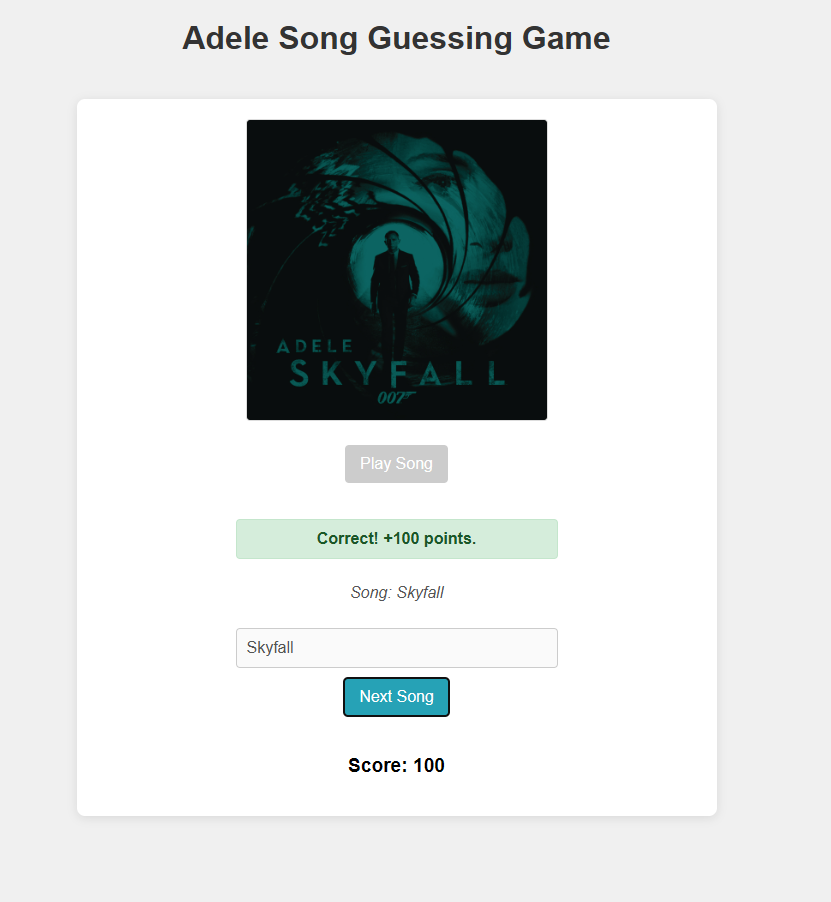 Adele Song Guessing Game
ADELE
SKYFALL
007
Play Song
Correct! +100 points.
Song: Skyfall
Skyfall
Next Song
Score: 100